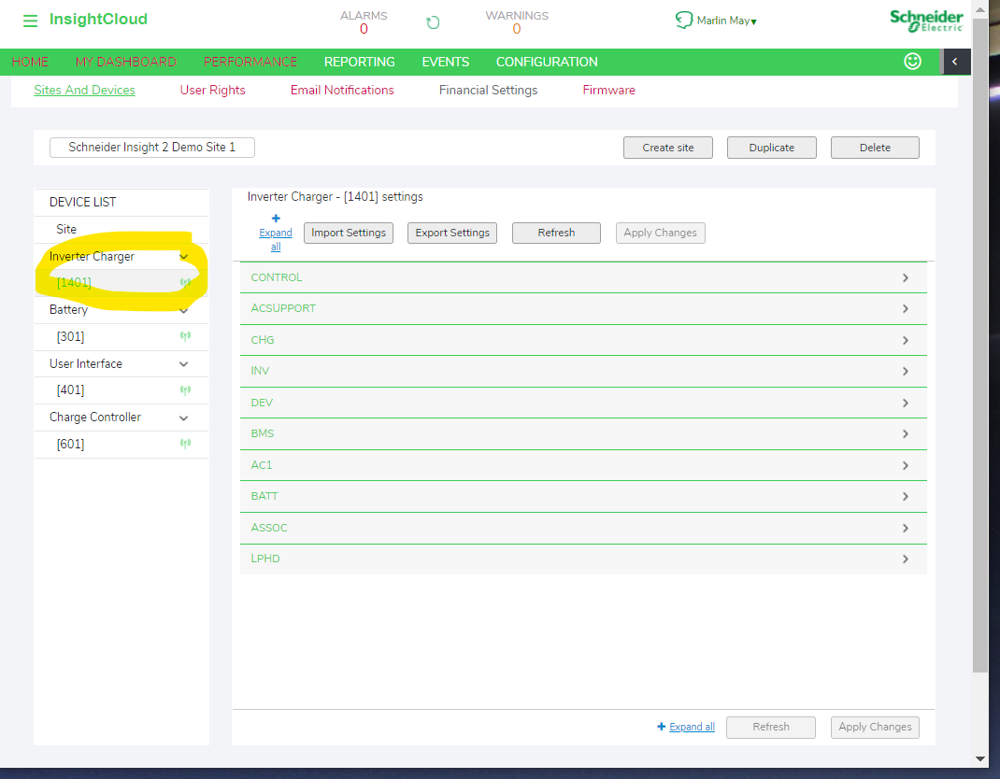 InsightCloud
ALARMS
0
WARNINGS
0
Marlin May
Schneider
Electric
HOME MY DASHBOARD PERFORMANCE REPORTING EVENTS CONFIGURATION
Sites And Devices User Rights Email Notifications Financial Settings Firmware
Schneider Insight 2 Demo Site 1
Create site Duplicate Delete
DEVICE LIST
Site
Inverter Charger
[1401]
Battery
[301]
User Interface
[401]
Charge Controller
[601]
Inverter Charger - [1401] settings
Expand
all
Import Settings Export Settings Refresh Apply Changes
CONTROL
ACSUPPORT
CHG
INV
DEV
BMS
AC1
BATT
ASSOC
LPHD
Expand all Refresh Apply Changes